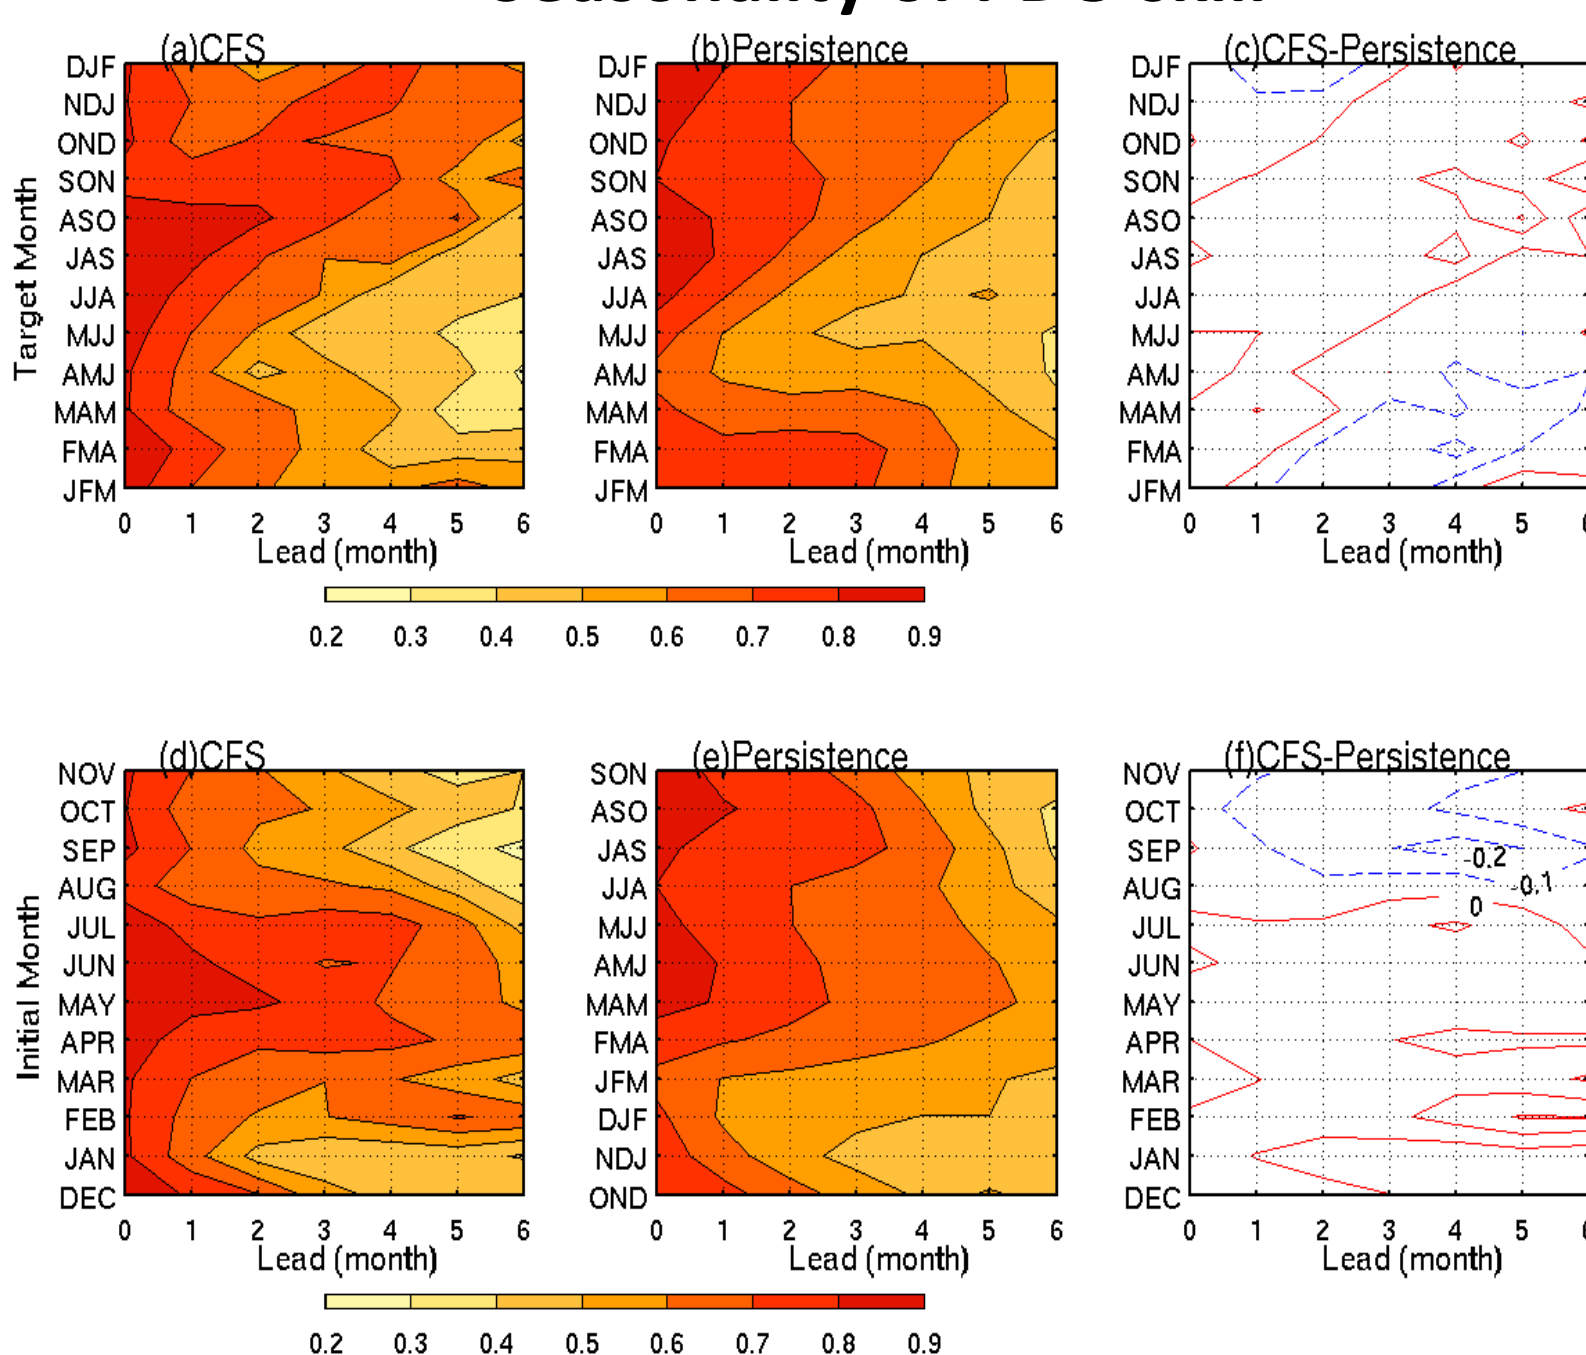 (a)CFS (b)Persistence (c)CFS-Persistence
Target Month
DJF
NDJ
OND
SON
ASO
JAS
JJA
MJJ
AMJ
MAM
FMA
JFM
0 1 2 3 4 5 6
Lead (month)
DJF
NDJ
OND
SON
ASO
JAS
JJA
MJJ
AMJ
MAM
FMA
JFM
0 1 2 3 4 5 6
Lead (month)
DJF
NDJ
OND
SON
ASO
JAS
JJA
MJJ
AMJ
MAM
FMA
JFM
0 1 2 3 4 5
Lead (month)
0.2 0.3 0.4 0.5 0.6 0.7 0.8 0.9
(d)CFS (e)Persistence (f)CFS-Persistence
Initial Month
NOV
OCT
SEP
AUG
JUL
JUN
MAY
APR
MAR
FEB
JAN
DEC
0 1 2 3 4 5 6
Lead (month)
SON
ASO
JAS
JJA
MJJ
AMJ
MAM
FMA
JFM
DJF
NDJ
OND
0 1 2 3 4 5 6
Lead (month)
NOV
OCT
SEP
AUG
JUL
JUN
MAY
APR
MAR
FEB
JAN
DEC
-0.2
-0.1
0
0 1 2 3 4 5
Lead (month)
0.2 0.3 0.4 0.5 0.6 0.7 0.8 0.9